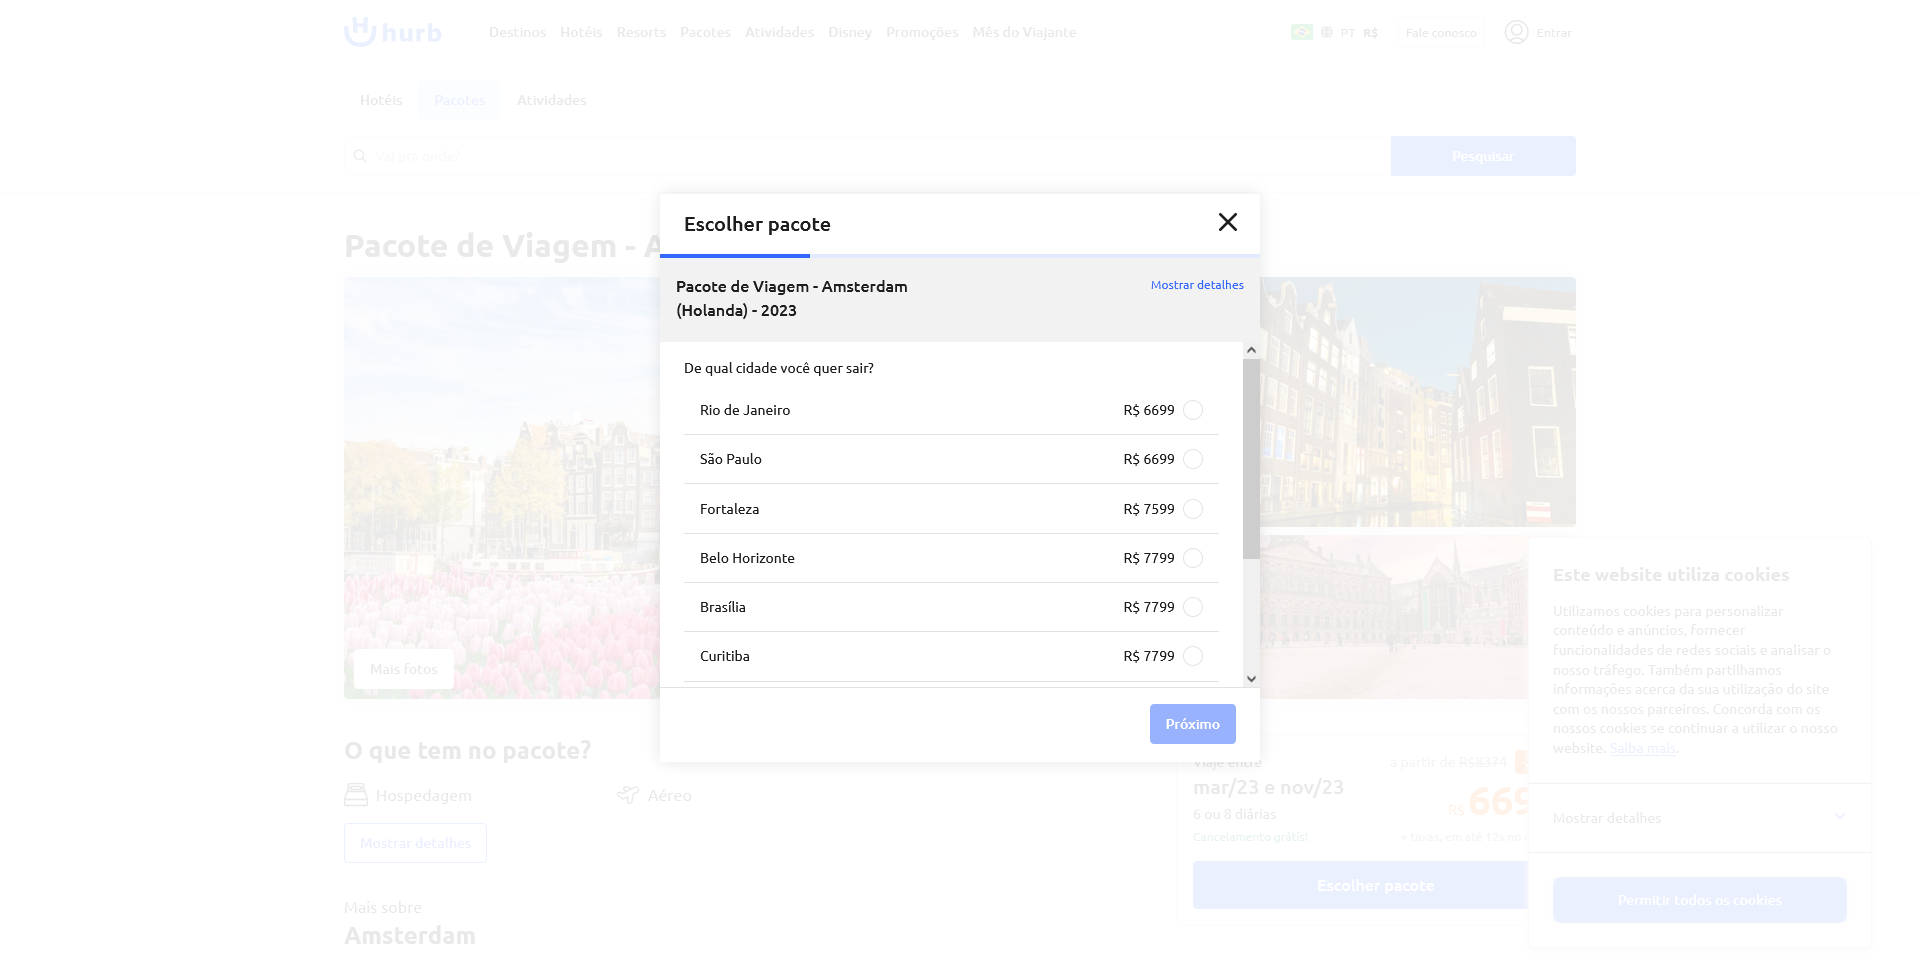 hurb
Destinos Hotéis Resorts Pacotes Atividades Disney Promoções Mês do Viajante
PT R$ Fale conosco Entrar
Hotéis Pacotes Atividades
Vai pra onde?
Pesquisar
Pacote de Viagem - A
Escolher pacote
Pacote de Viagem - Amsterdam
(Holanda) - 2023
Mostrar detalhes
De qual cidade você quer sair?
Rio de Janeiro R$ 6699
São Paulo R$ 6699
Fortaleza R$ 7599
Belo Horizonte R$ 7799
Brasília R$ 7799
Curitiba R$ 7799
Próximo
Mais fotos
O que tem no pacote?
Hospedagem Aéreo
Mostrar detalhes
Mais sobre
Amsterdam
Viaje entre
mar/23 e nov/23
6 ou 8 diárias
Cancelamento grátis!
a partir de R$8374
R$ 669
+ taxas, em até 12x no
Escolher pacote
Este website utiliza cookies
Utilizamos cookies para personalizar
conteúdo e anúncios, fornecer
funcionalidades de redes sociais e analisar o
nosso tráfego. Também partilhamos
informações acerca da sua utilização do site
com os nossos parceiros. Concorda com os
nossos cookies se continuar a utilizar o nosso
website. Saiba mais.
Mostrar detalhes
Permitir todos os cookies